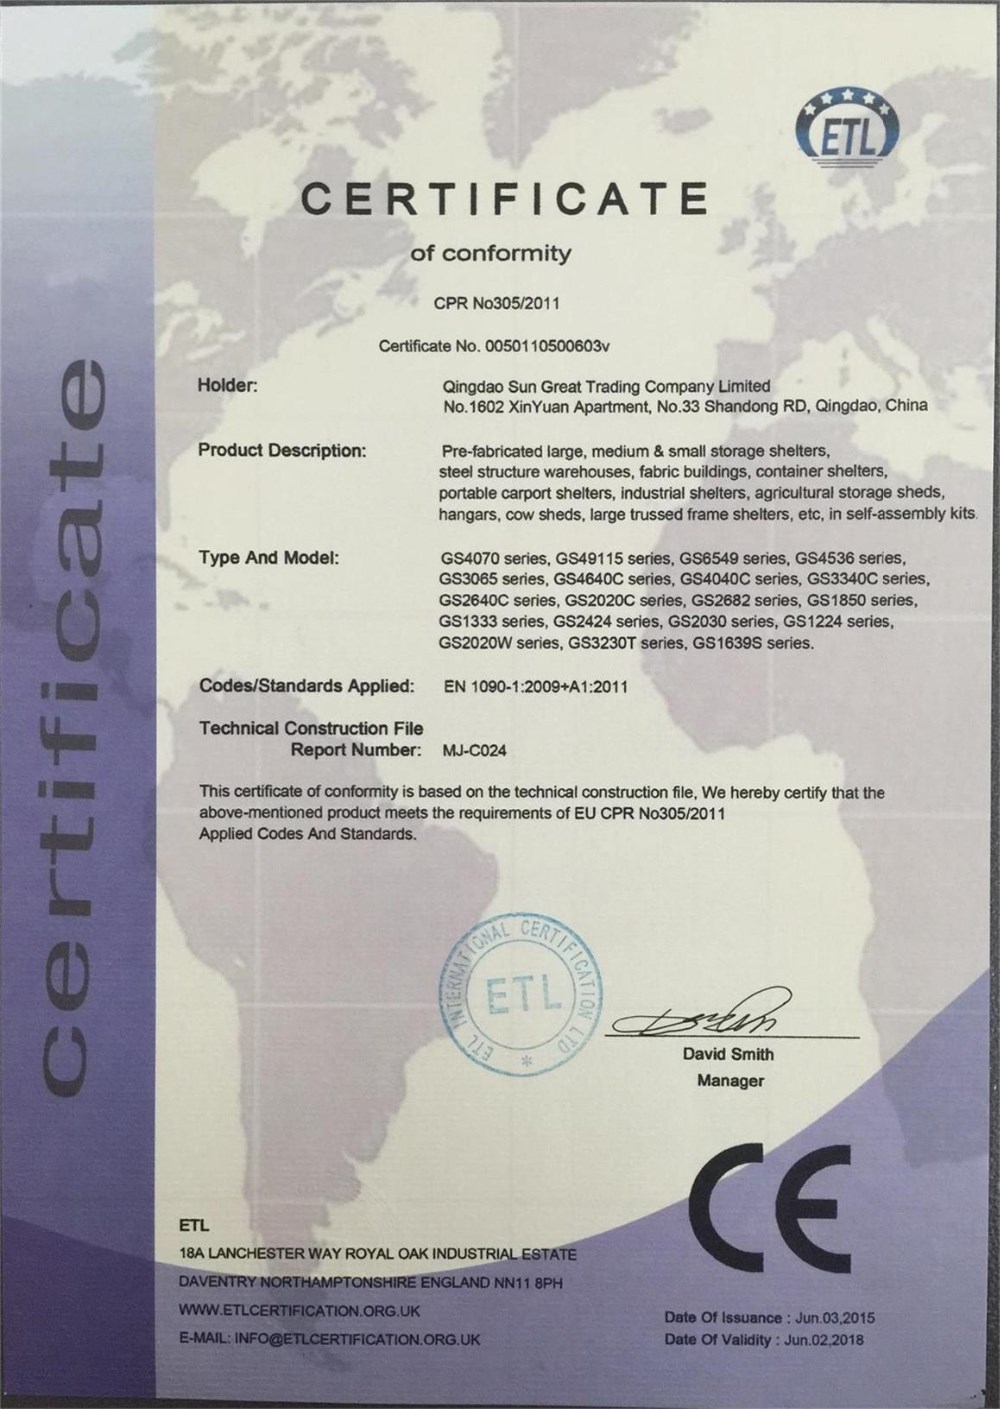 certificate
ETL
CERTIFICATE
of conformity
CPR No305/2011
Certificate No. 0050110500603v
Holder: Qingdao Sun Great Trading Company Limited
No.1602 XinYuan Apartment, No.33 Shandong RD, Qingdao, China
Product Description: Pre-fabricated large, medium & small storage shelters,
steel structure warehouses, fabric buildings, container shelters,
portable carport shelters, industrial shelters, agricultural storage sheds,
hangars, cow sheds, large trussed frame shelters, etc, in self-assembly kits.
Type And Model: GS4070 series, GS49115 series, GS6549 series, GS4536 series,
GS3065 series, GS4640C series, GS4040C series, GS3340C series,
GS2640C series, GS2020C series, GS2682 series, GS1850 series,
GS1333 series, GS2424 series, GS2030 series, GS1224 series,
GS2020W series, GS3230T series, GS1639S series.
Codes/Standards Applied: EN 1090-1:2009+A1:2011
Technical Construction File
Report Number: MJ-C024
This certificate of conformity is based on the technical construction file, We hereby certify that the
above-mentioned product meets the requirements of EU CPR No305/2011
Applied Codes And Standards.
ETL INTERNATIONAL CERTIFICATION LTD
ETL
*
David Smith
Manager
CE
ETL
18A LANCHESTER WAY ROYAL OAK INDUSTRIAL ESTATE
DAVENTRY NORTHAMPTONSHIRE ENGLAND NN11 8PH
WWW.ETLCERTIFICATION.ORG.UK
E-MAIL: INFO@ETLCERTIFICATION.ORG.UK
Date Of Issuance : Jun.03,2015
Date Of Validity : Jun.02,2018